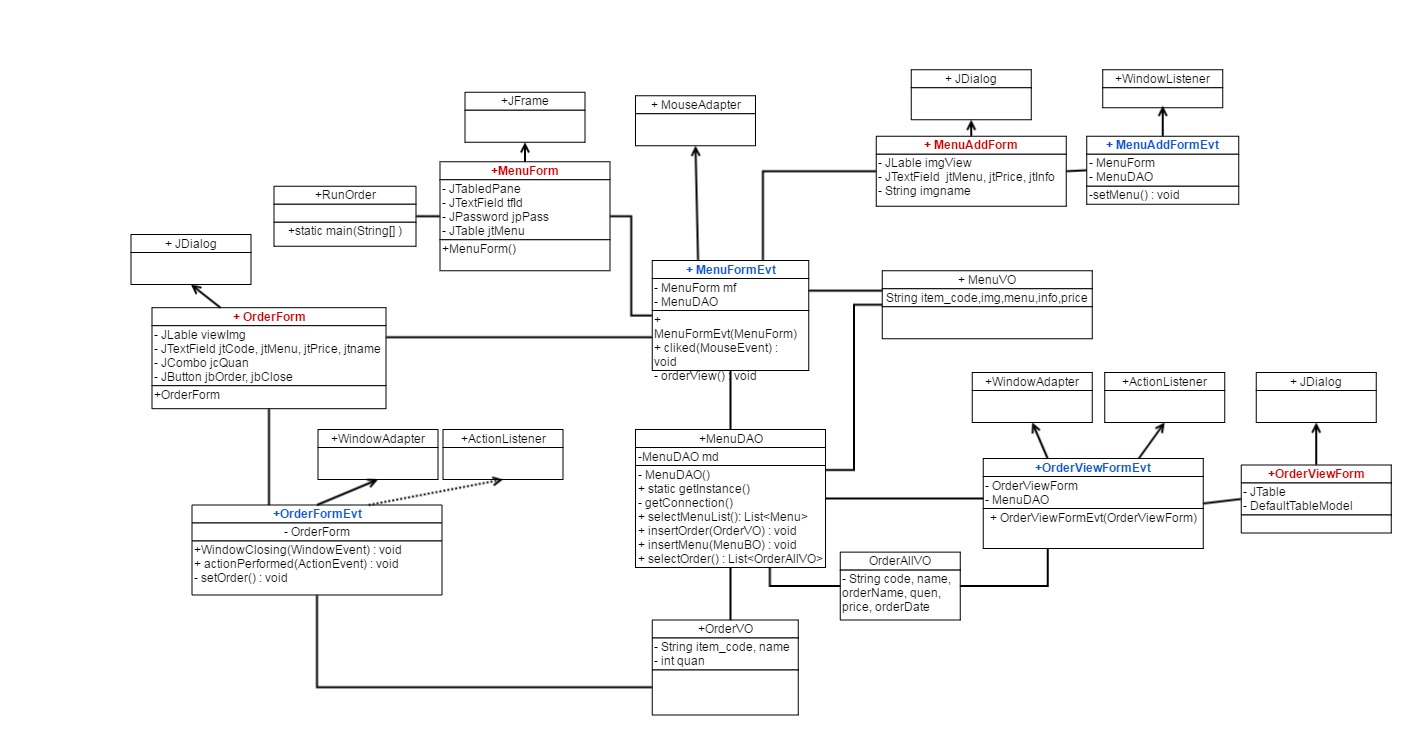 + JDialog
+WindowListener
+JFrame
+ MouseAdapter
+ MenuAddForm
- JLable imgView
- JTextField  jtMenu, jtPrice, jtInfo
- String imgname
+ MenuAddFormEvt
- MenuForm
- MenuDAO
-setMenu() : void
+MenuForm
- JTabledPane
- JTextField tfId
- JPassword jpPass
- JTable jtMenu
+MenuForm()
+RunOrder
+static main(String[] )
+ JDialog
+ MenuFormEvt
- MenuForm mf
- MenuDAO
+
MenuFormEvt(MenuForm)
+ cliked(MouseEvent) :
void
- orderView() : void
+ MenuVO
String item_code,img,menu,info,price
+ OrderForm
- JLable viewImg
- JTextField jtCode, jtMenu, jtPrice, jtname
- JCombo jcQuan
- JButton jbOrder, jbClose
+OrderForm
+WindowAdapter
+ActionListener
+ JDialog
+WindowAdapter
+ActionListener
+MenuDAO
-MenuDAO md
- MenuDAO()
+ static getInstance()
- getConnection()
+ selectMenuList(): List<Menu>
+ insertOrder(OrderVO) : void
+ insertMenu(MenuBO) : void
+ selectOrder() : List<OrderAllVO>
+OrderViewFormEvt
- OrderViewForm
- MenuDAO
+ OrderViewFormEvt(OrderViewForm)
+OrderViewForm
- JTable
- DefaultTableModel
+OrderFormEvt
- OrderForm
+WindowClosing(WindowEvent) : void
+ actionPerformed(ActionEvent) : void
- setOrder() : void
OrderAllVO
- String code, name,
orderName, quen,
price, orderDate
+OrderVO
- String item_code, name
- int quan